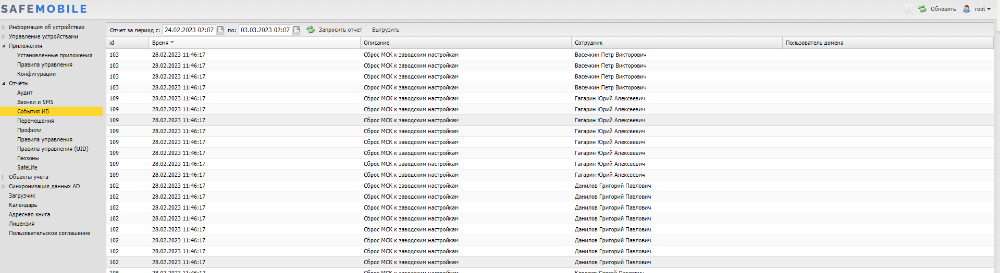 SAFEMOBILE
Обновить root
Информация об устройствах
Управление устройствами
Приложения
Установленные приложения
Правила управления
Конфигурации
Отчёты
Аудит
Звонки и SMS
События ИБ
Перемещения
Профили
Правила управления
Правила управления (UID)
Геозоны
SafeLife
Объекты учёта
Синхронизация данных AD
Загрузчик
Календарь
Адресная книга
Лицензия
Пользовательское соглашение
Отчет за период с: 24.02.2023 02:07 по: 03.03.2023 02:07 Запросить отчет Выгрузить
id Время Описание Сотрудник Пользователь домена
103 28.02.2023 11:46:17 Сброс МСК к заводским настройкам Васечкин Петр Викторович
103 28.02.2023 11:46:17 Сброс МСК к заводским настройкам Васечкин Петр Викторович
103 28.02.2023 11:46:17 Сброс МСК к заводским настройкам Васечкин Петр Викторович
103 28.02.2023 11:46:17 Сброс МСК к заводским настройкам Васечкин Петр Викторович
109 28.02.2023 11:46:17 Сброс МСК к заводским настройкам Гагарин Юрий Алексеевич
109 28.02.2023 11:46:17 Сброс МСК к заводским настройкам Гагарин Юрий Алексеевич
109 28.02.2023 11:46:17 Сброс МСК к заводским настройкам Гагарин Юрий Алексеевич
109 28.02.2023 11:46:17 Сброс МСК к заводским настройкам Гагарин Юрий Алексеевич
109 28.02.2023 11:46:17 Сброс МСК к заводским настройкам Гагарин Юрий Алексеевич
109 28.02.2023 11:46:17 Сброс МСК к заводским настройкам Гагарин Юрий Алексеевич
109 28.02.2023 11:46:17 Сброс МСК к заводским настройкам Гагарин Юрий Алексеевич
109 28.02.2023 11:46:17 Сброс МСК к заводским настройкам Гагарин Юрий Алексеевич
102 28.02.2023 11:46:17 Сброс МСК к заводским настройкам Данилов Григорий Павлович
102 28.02.2023 11:46:17 Сброс МСК к заводским настройкам Данилов Григорий Павлович
102 28.02.2023 11:46:17 Сброс МСК к заводским настройкам Данилов Григорий Павлович
102 28.02.2023 11:46:17 Сброс МСК к заводским настройкам Данилов Григорий Павлович
102 28.02.2023 11:46:17 Сброс МСК к заводским настройкам Данилов Григорий Павлович
102 28.02.2023 11:46:17 Сброс МСК к заводским настройкам Данилов Григорий Павлович
102 28.02.2023 11:46:17 Сброс МСК к заводским настройкам Данилов Григорий Павлович
102 28.02.2023 11:46:17 Сброс МСК к заводским настройкам Данилов Григорий Павлович
28.02.2023 11:46:17 Сброс МСК к заводским настройкам Сергей Павлович